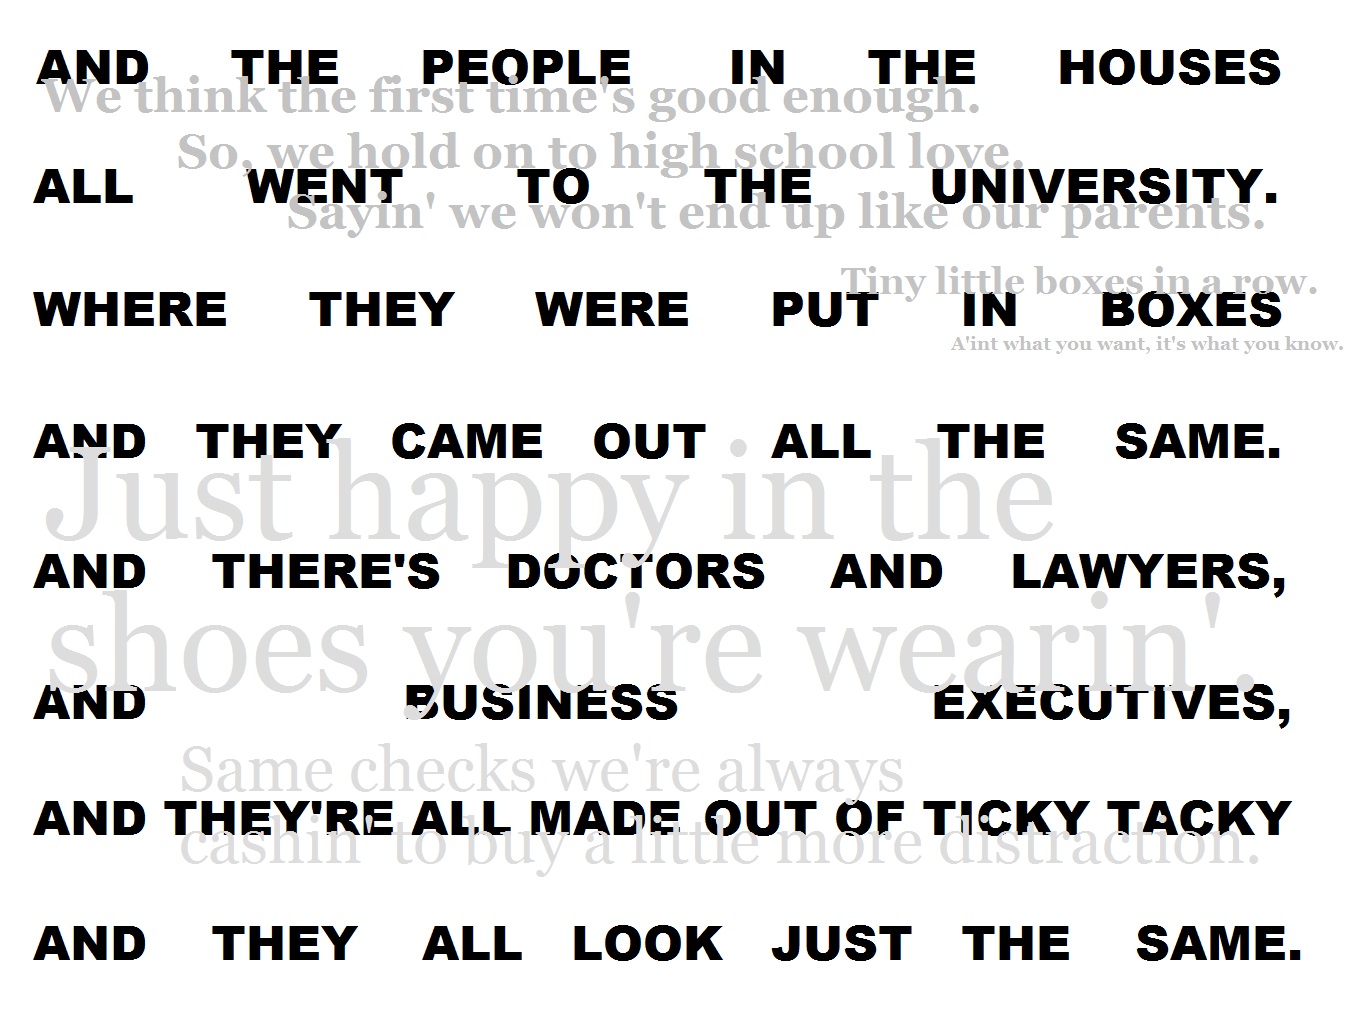 AND THE PEOPLE IN THE HOUSES
We think the first time's good enough.
So, we hold on to high school love.
ALL WENT TO THE UNIVERSITY.
Sayin' we won't end up like our parents.
Tiny little boxes in a row.
WHERE THEY WERE PUT IN BOXES
A'int what you want, it's what you know.
AND THEY CAME OUT ALL THE SAME.
Just happy in the
AND THERE'S DOCTORS AND LAWYERS,
shoes you're wearin'.
AND BUSINESS EXECUTIVES,
Same checks we're always
AND THEY'RE ALL MADE OUT OF TICKY TACKY
cashin' to buy a little more distraction.
AND THEY ALL LOOK JUST THE SAME.